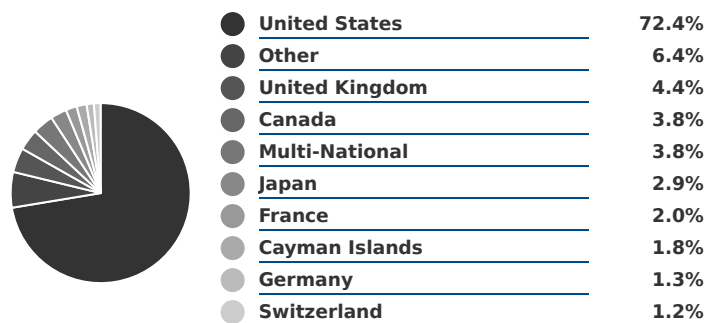 United States 72.4%
Other 6.4%
United Kingdom 4.4%
Canada 3.8%
Multi-National 3.8%
Japan 2.9%
France 2.0%
Cayman Islands 1.8%
Germany 1.3%
Switzerland 1.2%